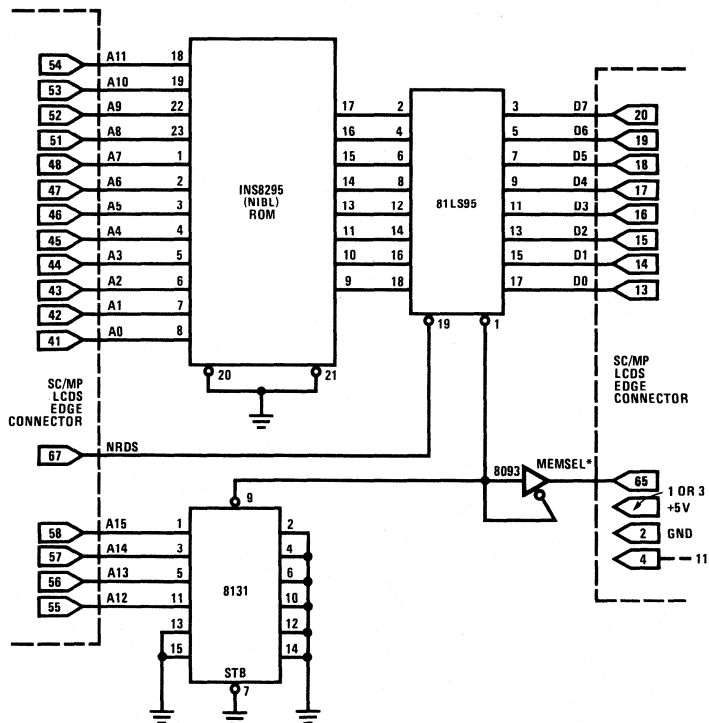 54 A11 18
53 A10 19
52 A9 22
51 A8 23
48 A7 1
47 A6 2
46 A5 3
45 A4 4
44 A3 5
43 A2 6
42 A1 7
41 A0 8
INS8295
(NIBL)
ROM
20 21
17 2
16 4
15 6
14 8
13 12
11 14
10 16
9 18
81LS95
19 1
3 D7 20
5 D6 19
7 D5 18
9 D4 17
11 D3 16
13 D2 15
15 D1 14
17 D0 13
SC/MP
LCDS
EDGE
CONNECTOR
SC/MP
LCDS
EDGE
CONNECTOR
67 NRDS
8093 MEMSEL* 65
1 OR 3
+5V
2 GND
4 11
9
58 A15 1
57 A14 3
56 A13 5
55 A12 11
13
15
8131
2
4
6
10
12
14
STB
7